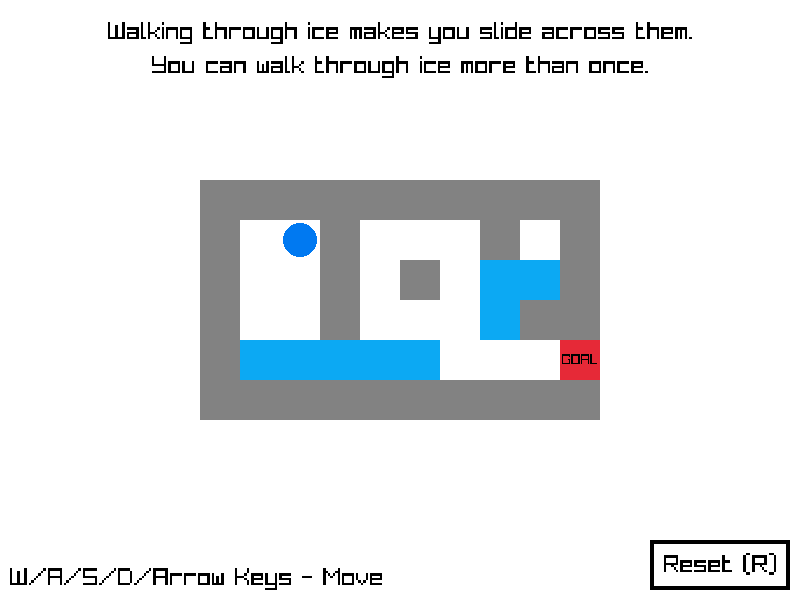 Walking through ice makes you slide across them.
You can walk through ice more than once.
GOAL
W/A/S/D/Arrow Keys - Move
Reset (R)